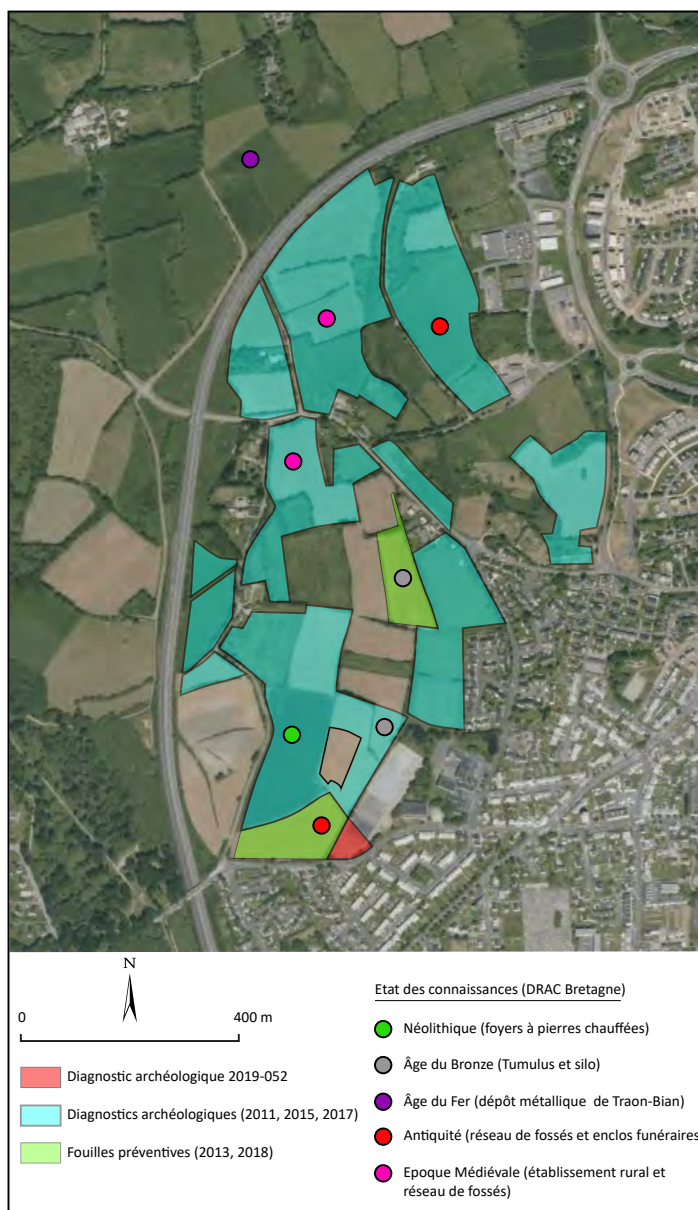 N
0
400 m
Diagnostic archéologique 2019-052
Diagnostics archéologiques (2011, 2015, 2017)
Fouilles préventives (2013, 2018)
Etat des connaissances (DRAC Bretagne)
Néolithique (foyers à pierres chauffées)
Âge du Bronze (Tumulus et silo)
Âge du Fer (dépôt métallique de Traon-Bian)
Antiquité (réseau de fossés et enclos funéraires
Epoque Médiévale (établissement rural et
réseau de fossés)